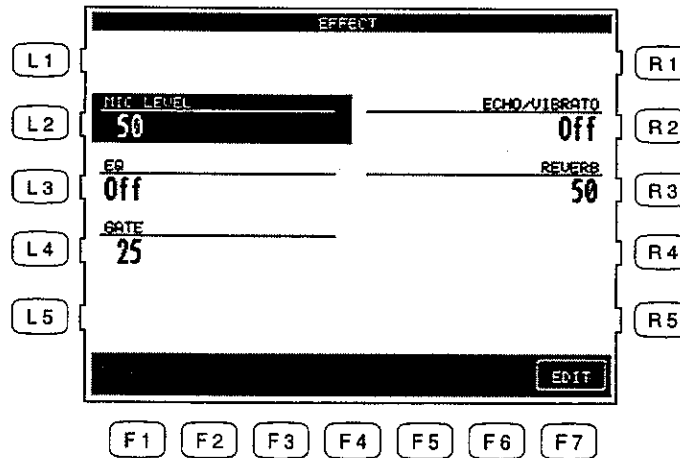 EFFECT
L1
R1
MIC LEVEL
50
ECHO/VIBRATO
Off
L2
R2
EQ
Off
REVERB
50
L3
R3
GATE
25
L4
R4
L5
R5
EDIT
F1 F2 F3 F4 F5 F6 F7